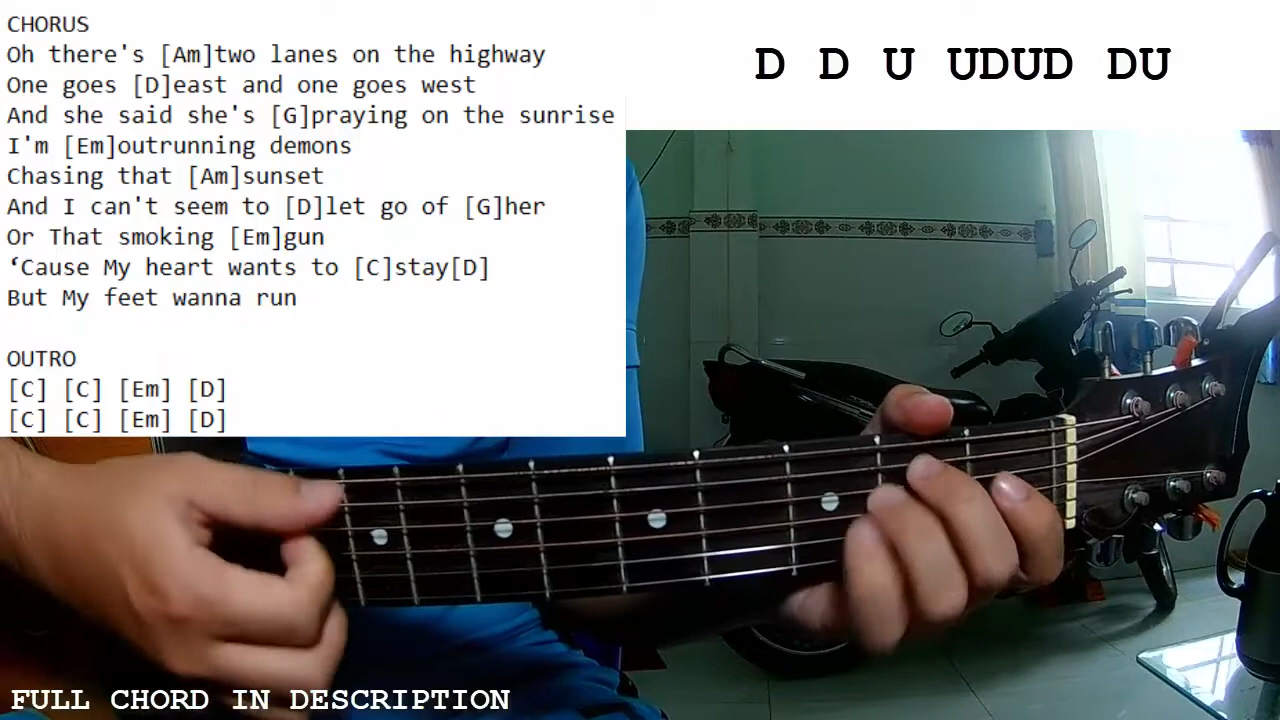 CHORUS
Oh there's [Am]two lanes on the highway
One goes [D]east and one goes west
And she said she's [G]praying on the sunrise
I'm [Em]outrunning demons
Chasing that [Am]sunset
And I can't seem to [D]let go of [G]her
Or That smoking [Em]gun
‘Cause My heart wants to [C]stay[D]
But My feet wanna run
OUTRO
[C] [C] [Em] [D]
[C] [C] [Em] [D]
D D U UDUD DU
FULL CHORD IN DESCRIPTION